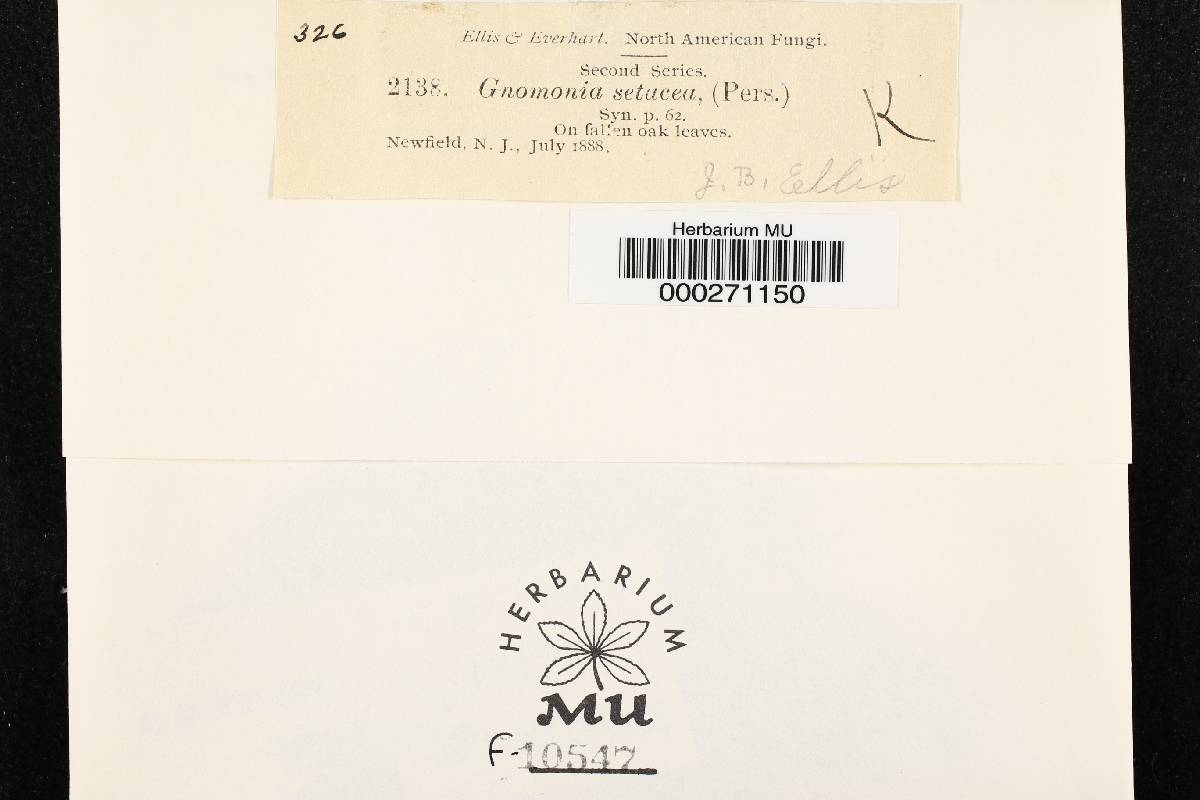 326
Ellis & Everhart. North American Fungi.
Second Series.
2138. Gnomonia setacea, (Pers.)
Syn. p. 62.
On fallen oak leaves.
Newfield, N. J., July 1888.
K
J. B. Ellis
Herbarium MU
000271150
HERBARIUM
MU
F-10547